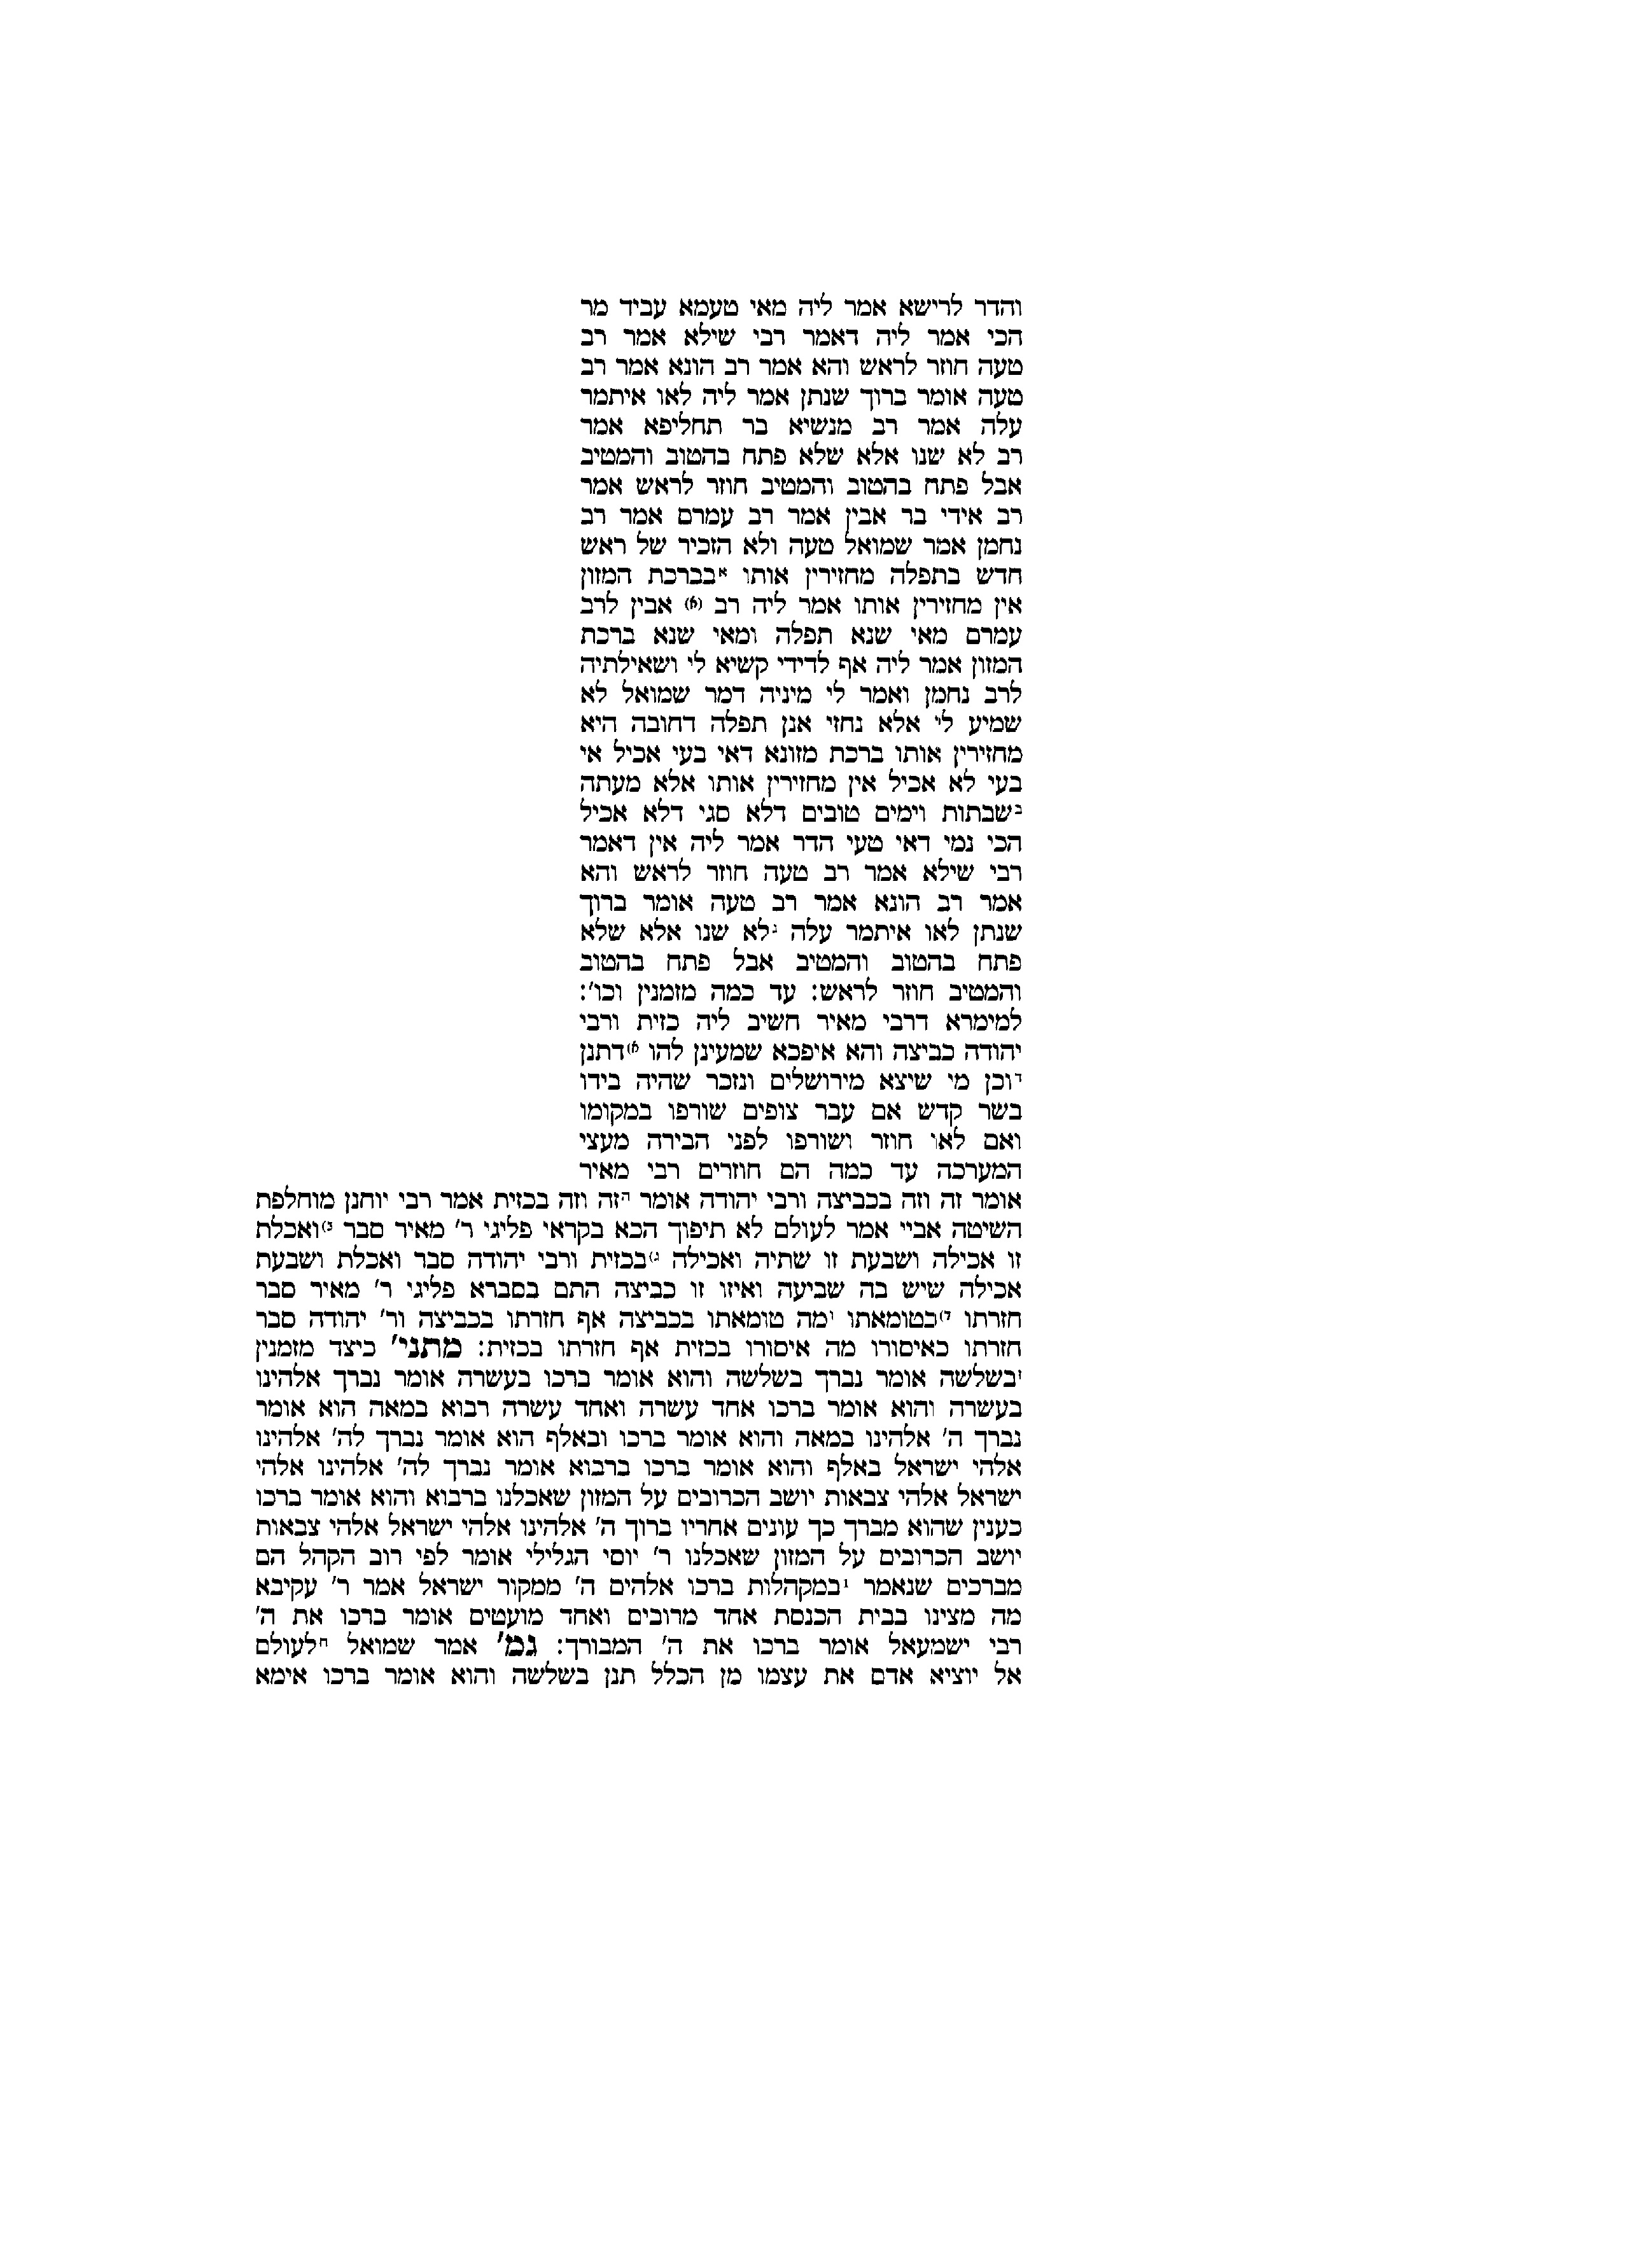 והדר לרישא אמר ליה מאי טעמא עביד מר
הכי אמר ליה דאמר רבי שילא אמר רב
טעה חוזר לראש והא אמר רב הונא אמר רב
טעה אומר ברוך שנתן אמר ליה לאו איתמר
עלה אמר רב מנשיא בר תחליפא אמר
רב לא שנו אלא שלא פתח בהטוב והמטיב
אבל פתח בהטוב והמטיב חוזר לראש אמר
רב אידי בר אבין אמר רב עמרם אמר רב
נחמן אמר שמואל טעה ולא הזכיר של ראש
חדש בתפלה מחזירין אותו אבברכת המזון
אין מחזירין אותו אמר ליה רב (א) אבין לרב
עמרם מאי שנא תפלה ומאי שנא ברכת
המזון אמר ליה אף לדידי קשיא לי ושאילתיה
לרב נחמן ואמר לי מיניה דמר שמואל לא
שמיע לי אלא נחזי אנן תפלה דחובה היא
מחזירין אותו ברכת מזונא דאי בעי אכיל אי
בעי לא אכיל אין מחזירין אותו אלא מעתה
בשבתות וימים טובים דלא סגי דלא אכיל
הכי נמי דאי טעי הדר אמר ליה אין דאמר
רבי שילא אמר רב טעה חוזר לראש והא
אמר רב הונא אמר רב טעה אומר ברוך
שנתן לאו איתמר עלה גלא שנו אלא שלא
פתח בהטוב והמטיב אבל פתח בהטוב
והמטיב חוזר לראש: עד כמה מזמנין וכו':
למימרא דרבי מאיר חשיב ליה כזית ורבי
יהודה כביצה והא איפכא שמעינן להו א)דתנן
דוכן מי שיצא מירושלים ונזכר שהיה בידו
בשר קדש אם עבר צופים שורפו במקומו
ואם לאו חוזר ושורפו לפני הבירה מעצי
המערכה עד כמה הם חוזרים רבי מאיר
אומר זה וזה בכביצה ורבי יהודה אומר הזה וזה בכזית אמר רבי יוחנן מוחלפת
השיטה אביי אמר לעולם לא תיפוך הכא בקראי פליגי ר' מאיר סבר ב)ואכלת
זו אכילה ושבעת זו שתיה ואכילה ג)בכזית ורבי יהודה סבר ואכלת ושבעת
אכילה שיש בה שביעה ואיזו זו כביצה התם בסברא פליגי ר' מאיר סבר
חזרתו ד)כטומאתו ומה טומאתו בכביצה אף חזרתו בכביצה ור' יהודה סבר
חזרתו כאיסורו מה איסורו בכזית אף חזרתו בכזית: מתני' כיצד מזמנין
זבשלשה אומר נברך בשלשה והוא אומר ברכו בעשרה אומר נברך אלהינו
בעשרה והוא אומר ברכו אחד עשרה ואחד עשרה רבוא במאה הוא אומר
נברך ה' אלהינו במאה והוא אומר ברכו ובאלף הוא אומר נברך לה' אלהינו
אלהי ישראל באלף והוא אומר ברכו ברבוא אומר נברך לה' אלהינו אלהי
ישראל אלהי צבאות יושב הכרובים על המזון שאכלנו ברבוא והוא אומר ברכו
כענין שהוא מברך כך עונים אחריו ברוך ה' אלהינו אלהי ישראל אלהי צבאות
יושב הכרובים על המזון שאכלנו ר' יוסי הגלילי אומר לפי רוב הקהל הם
מברכים שנאמר ובמקהלות ברכו אלהים ה' ממקור ישראל אמר ר' עקיבא
מה מצינו בבית הכנסת אחד מרובים ואחד מועטים אומר ברכו את ה'
רבי ישמעאל אומר ברכו את ה' המבורך: גמ' אמר שמואל חלעולם
אל יוציא אדם את עצמו מן הכלל תנן בשלשה והוא אומר ברכו אימא